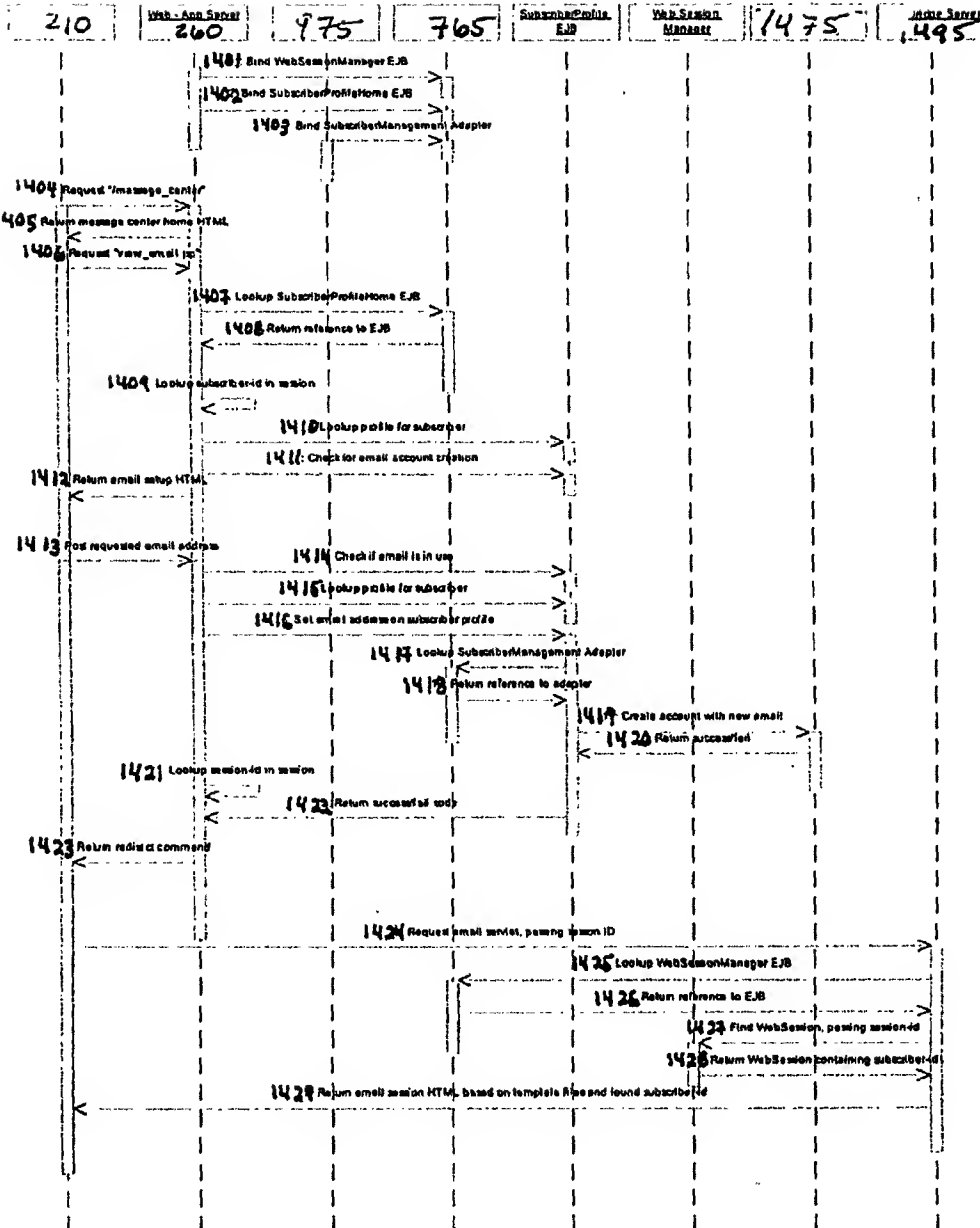 210
Web - App Server
260
975
765
SubscriberProfile
EJB
Web Session
Manager
1475
Server
1495
1401: Bind WebSessionManager EJB
1402 Bind SubscriberProfileHome EJB
1403 Bind SubscriberManagement Adapter
1404 Request "/message_center"
1405 Return message center home HTML
1406 Request "view_email.jsp"
1407 Lookup SubscriberProfileHome EJB
1408 Return reference to EJB
1409 Lookup subscriber-id in session
1410 Lookup profile for subscriber
1411: Check for email account creation
1412 Return email setup HTML
1413 Post requested email address
1414 Check if email is in use
1415 Lookup profile for subscriber
1416 Set email address on subscriber profile
1417 Lookup SubscriberManagement Adapter
1418 Return reference to adapter
1419 Create account with new email
1420 Return success/fail
1421 Lookup session-id in session
1422 Return success/fail code
1423 Return redirect command
1424 Request email servlet, passing session ID
1425 Lookup WebSessionManager EJB
1426 Return reference to EJB
1427 Find WebSession, passing session-id
1428 Return WebSession containing subscriber-id
1429 Return email session HTML based on template files and found subscriber-id